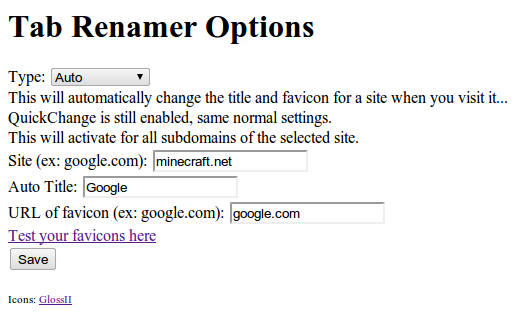 Tab Renamer Options
Type: Auto
This will automatically change the title and favicon for a site when you visit it...
QuickChange is still enabled, same normal settings.
This will activate for all subdomains of the selected site.
Site (ex: google.com): minecraft.net
Auto Title: Google
URL of favicon (ex: google.com): google.com
Test your favicons here
Save
Icons: GlossII